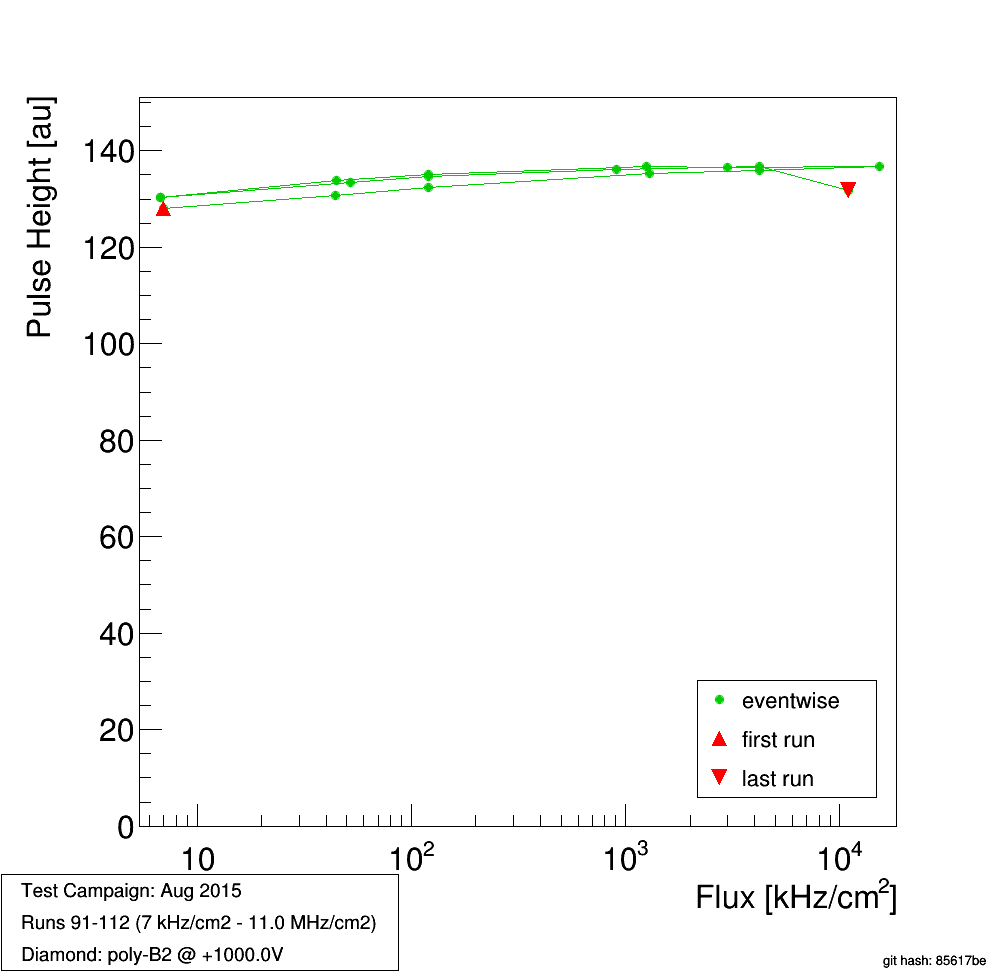 Pulse Height [au]
140
120
100
80
60
40
20
0
10
10²
10³
10⁴
Flux [kHz/cm²]
eventwise
first run
last run
Test Campaign: Aug 2015
Runs 91-112 (7 kHz/cm2 - 11.0 MHz/cm2)
Diamond: poly-B2 @ +1000.0V
git hash: 85617be